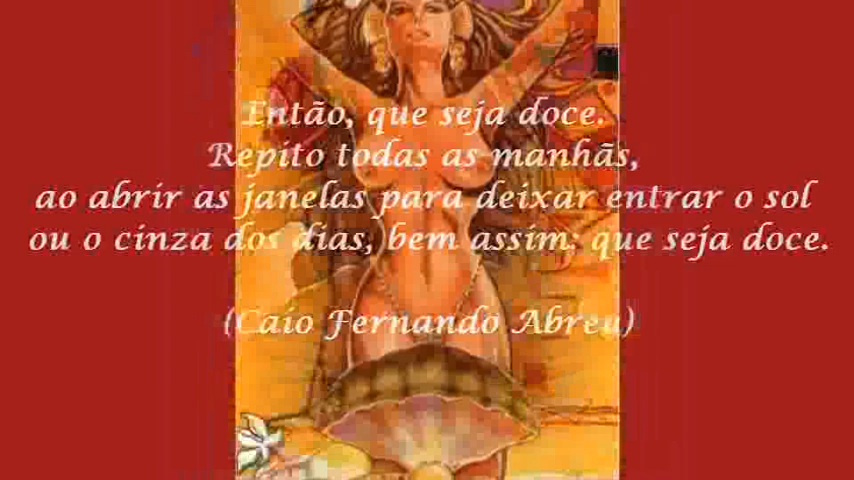 Então, que seja doce.
Repito todas as manhãs,
ao abrir as janelas para deixar entrar o sol
ou o cinza dos dias, bem assim: que seja doce.
(Caio Fernando Abreu)